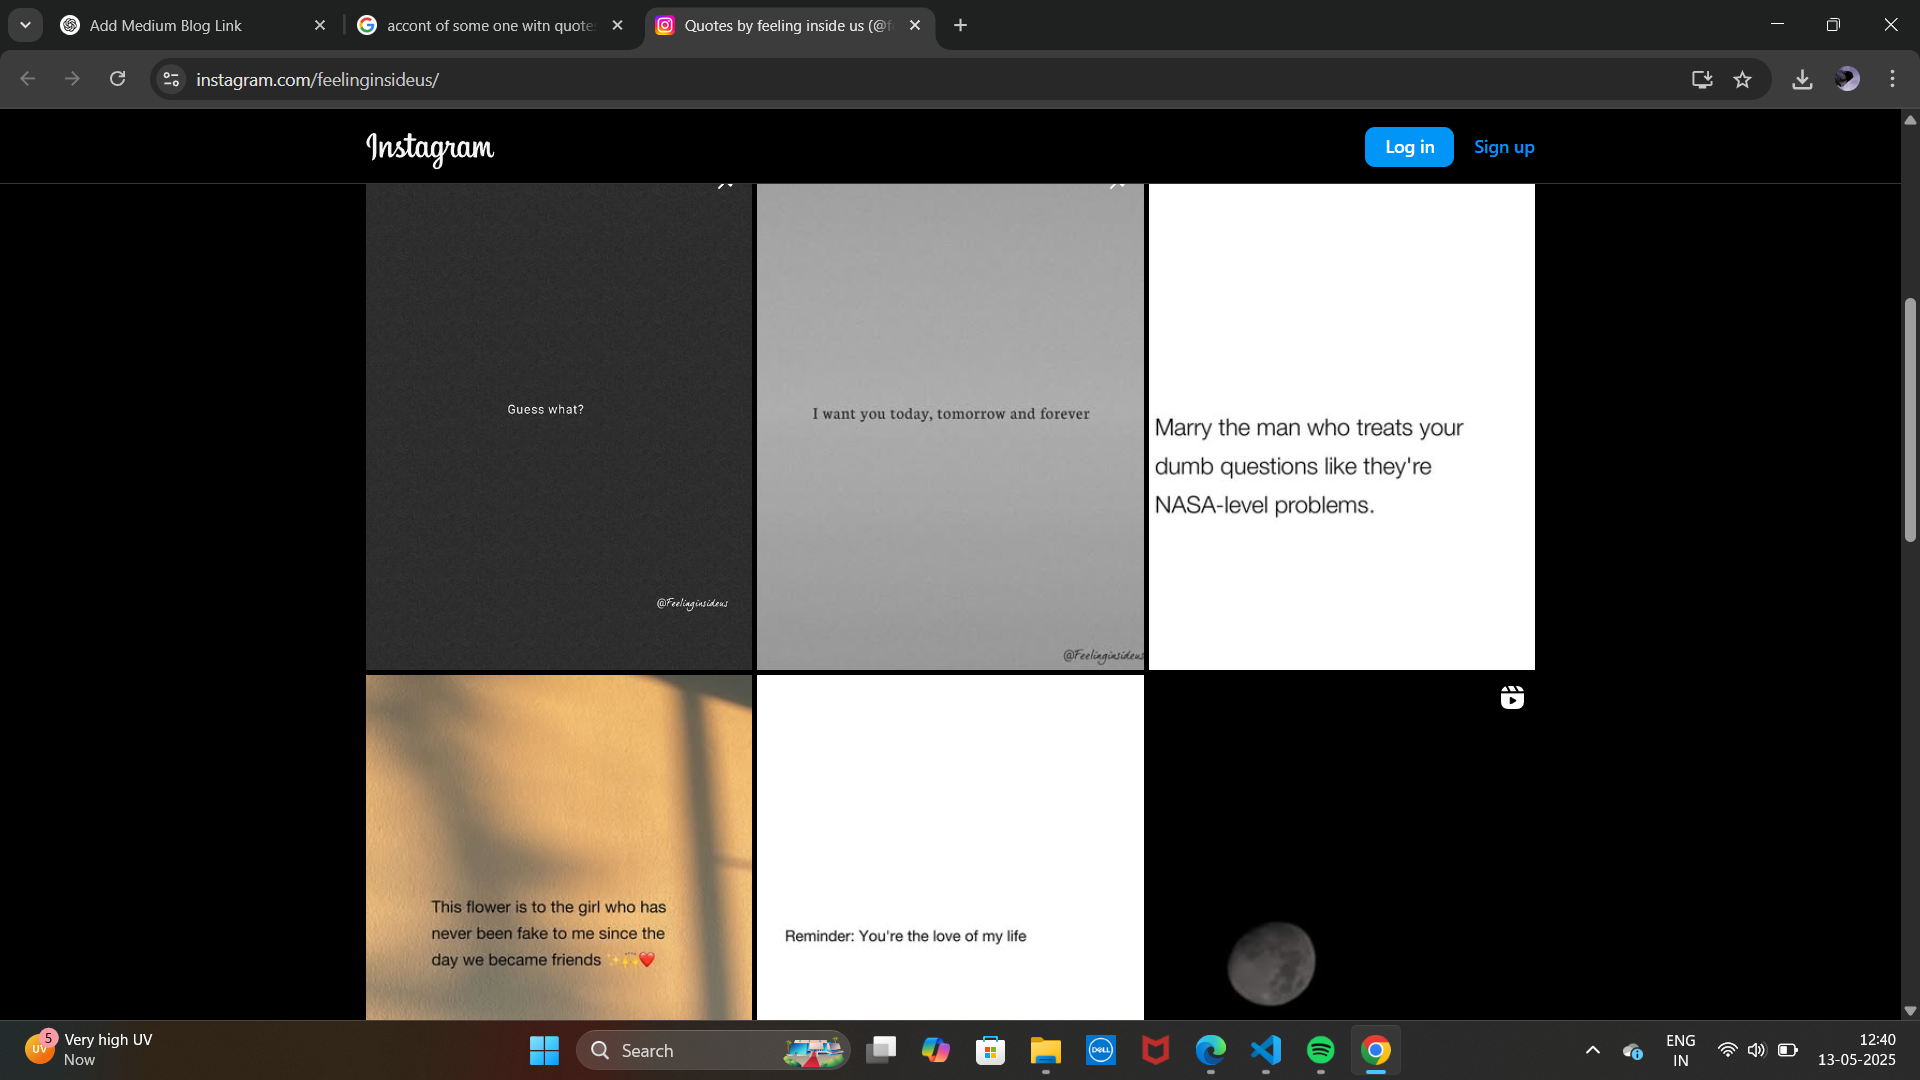 Add Medium Blog Link
accont of some one witn quote
Quotes by feeling inside us (@f
instagram.com/feelinginsideus/
Instagram
Log in
Sign up
Guess what?
@Feelinginsideus
I want you today, tomorrow and forever
@Feelinginsideus
Marry the man who treats your
dumb questions like they're
NASA-level problems.
This flower is to the girl who has
never been fake to me since the
day we became friends ✨🫶❤️
Reminder: You're the love of my life
UV
5
Very high UV
Now
Search
DELL
ENG
IN
12:40
13-05-2025